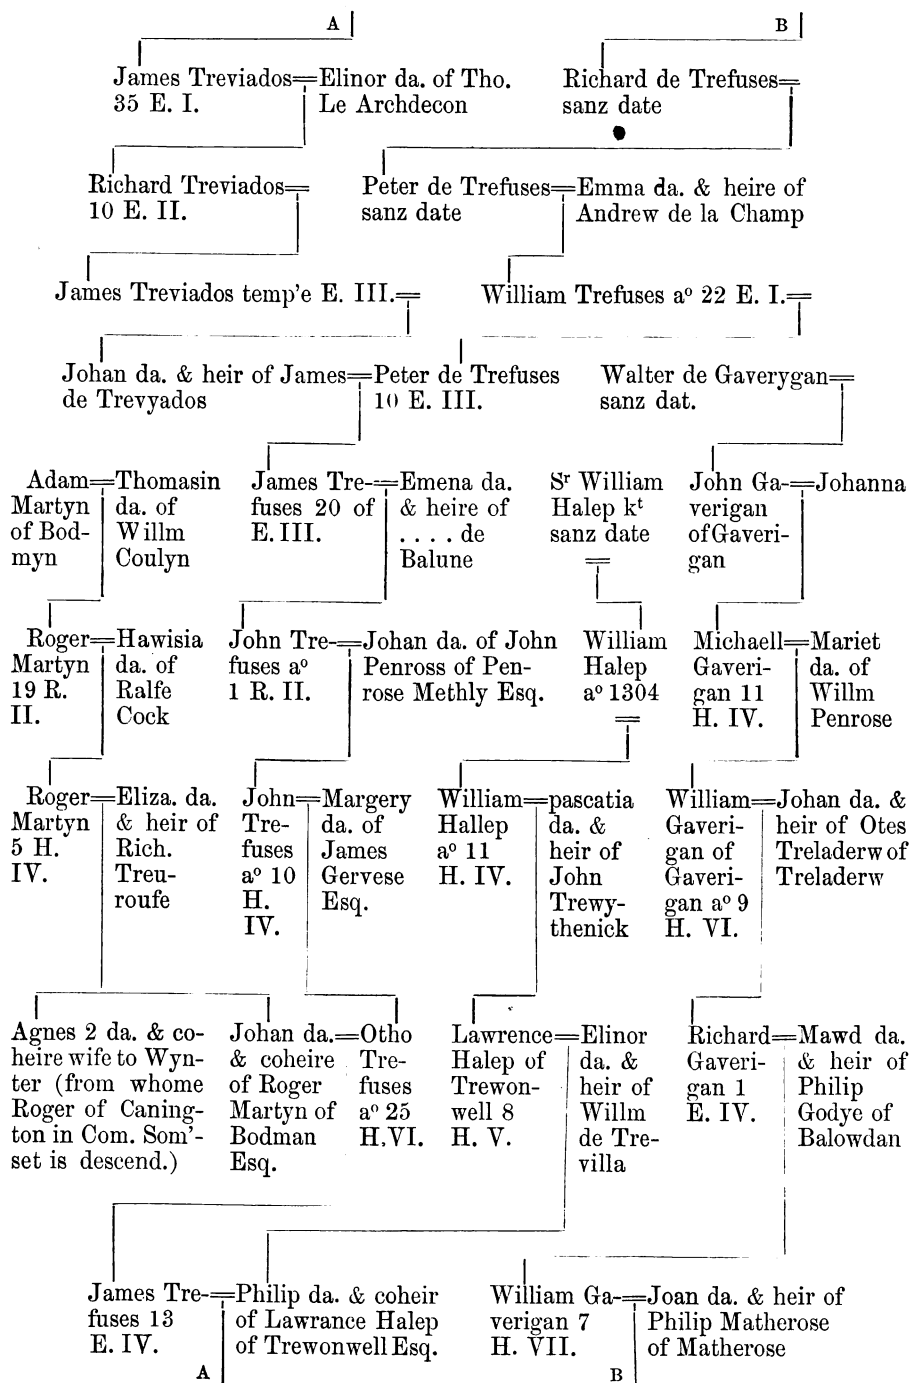 A B
James Treviados=Elinor da. of Tho.
35 E. I. Le Archdecon
Richard de Trefuses=
sanz date
Richard Treviados=
10 E. II.
Peter de Trefuses=Emma da. & heire of
sanz date Andrew de la Champ
James Treviados temp'e E. III.=
William Trefuses aº 22 E. I.=
Johan da. & heir of James=Peter de Trefuses
de Trevyados 10 E. III.
Walter de Gaverygan=
sanz dat.
Adam=Thomasin
Martyn da. of
of Bod- Willm
myn Coulyn
James Tre-=Emena da.
fuses 20 of & heire of
E. III. . . . . de
Balune
Sr William
Halep kt
sanz date
=
John Ga-=Johanna
verigan
of Gaveri-
gan
Roger=Hawisia
Martyn da. of
19 R. Ralfe
II. Cock
John Tre-=Johan da. of John
fuses aº Penross of Pen-
1 R. II. rose Methly Esq.
William
Halep
aº 1304
=
Michaell=Mariet
Gaveri- da. of
gan 11 Willm
H. IV. Penrose
Roger=Eliza. da.
Martyn & heir of
5 H. Rich.
IV. Treu-
roufe
John=Margery
Tre- da. of
fuses James
aº 10 Gervese
H. Esq.
IV.
William=pascatia
Hallep da. &
aº 11 heir of
H. IV. John
Trewy-
thenick
William=Johan da. &
Gaveri- heir of Otes
gan of Treladerw of
Gaveri- Treladerw
gan aº 9
H. VI.
Agnes 2 da. & co-
heire wife to Wyn-
ter (from whome
Roger of Caning-
ton in Com. Som'-
set is descend.)
Johan da.=Otho
& coheire Tre-
of Roger fuses
Martyn of aº 25
Bodman H.VI.
Esq.
Lawrence=Elinor
Halep of da. &
Trewon- heir of
well 8 Willm
H. V. de Tre-
villa
Richard=Mawd da.
Gaveri- & heir of
gan 1 Philip
E. IV. Godye of
Balowdan
James Tre-=Philip da. & coheir
fuses 13 of Lawrance Halep
E. IV. of Trewonwell Esq.
A
William Ga-=Joan da. & heir of
verigan 7 Philip Matherose
H. VII. of Matherose
B